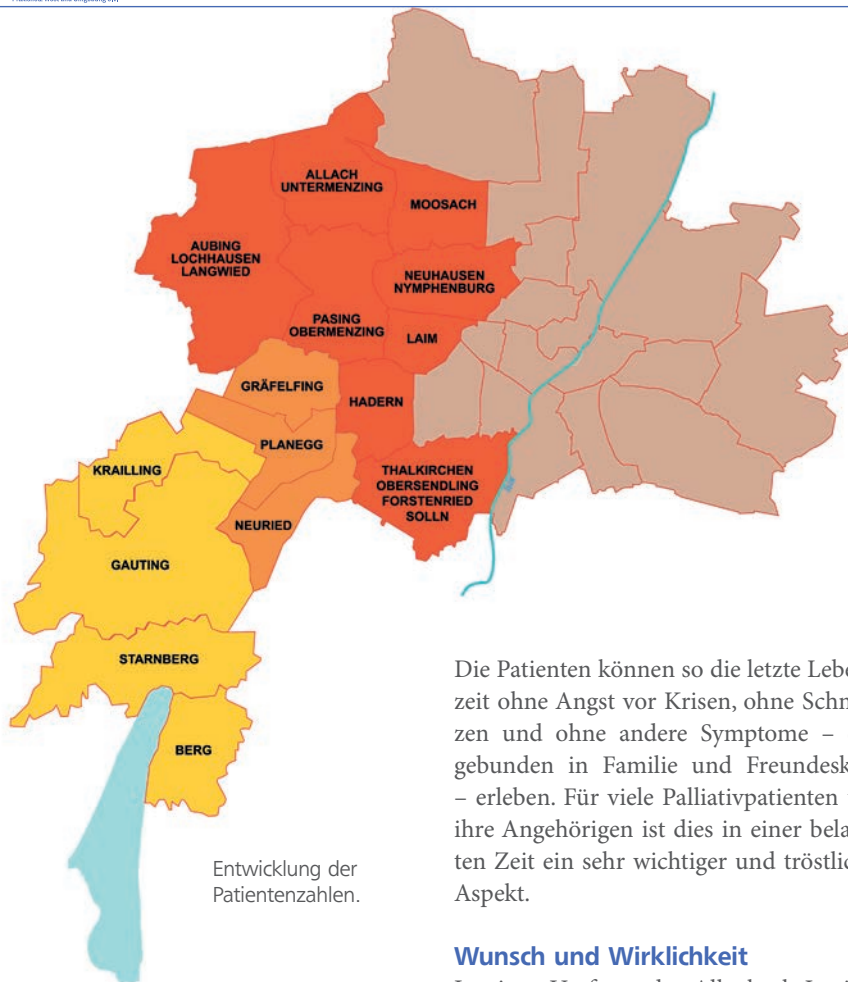 ALLACH
UNTERMENZING
MOOSACH
AUBING
LOCHHAUSEN
LANGWIED
NEUHAUSEN
NYMPHENBURG
PASING
OBERMENZING
LAIM
GRÄFELFING
HADERN
PLANEGG
KRAILLING
THALKIRCHEN
OBERSENDLING
FORSTENRIED
SOLLN
NEURIED
GAUTING
STARNBERG
BERG
Entwicklung der
Patientenzahlen.
Die Patienten können so die letzte Lebe
zeit ohne Angst vor Krisen, ohne Schm
zen und ohne andere Symptome –
gebunden in Familie und Freundesk
– erleben. Für viele Palliativpatienten
ihre Angehörigen ist dies in einer bela
ten Zeit ein sehr wichtiger und tröstlic
Aspekt.
Wunsch und Wirklichkeit